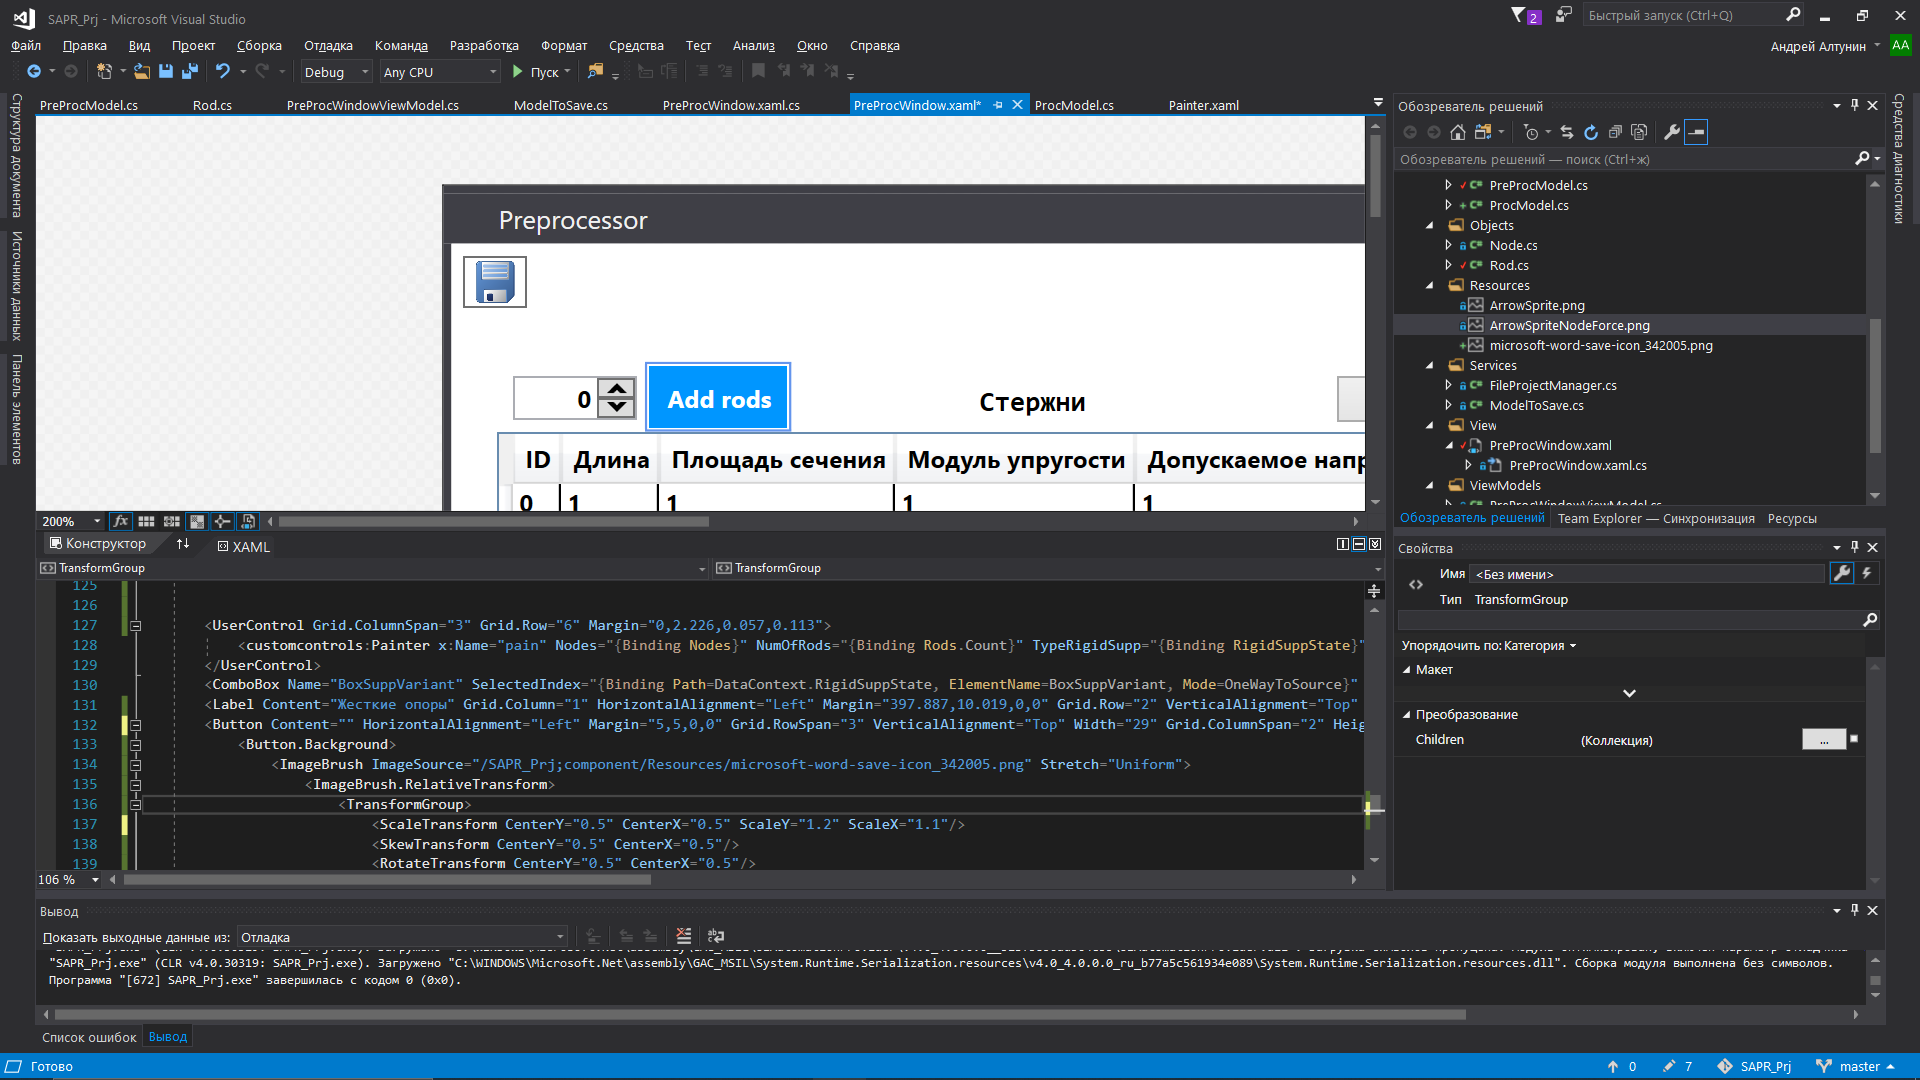 SAPR_Prj - Microsoft Visual Studio
2
Быстрый запуск (Ctrl+Q)
Файл Правка Вид Проект Сборка Отладка Команда Разработка Формат Средства Тест Анализ Окно Справка
Андрей Алтунин AA
Debug Any CPU Пуск
Структура документа
Источники данных
Панель элементов
PreProcModel.cs Rod.cs PreProcWindowViewModel.cs ModelToSave.cs PreProcWindow.xaml.cs PreProcWindow.xaml* ProcModel.cs Painter.xaml
Preprocessor
0
Add rods
Стержни
ID Длина Площадь сечения Модуль упругости Допускаемое напр
0 1 1 1 1
200%
Конструктор XAML
TransformGroup TransformGroup
125
126
127 <UserControl Grid.ColumnSpan="3" Grid.Row="6" Margin="0,2.226,0.057,0.113">
128 <customcontrols:Painter x:Name="pain" Nodes="{Binding Nodes}" NumOfRods="{Binding Rods.Count}" TypeRigidSupp="{Binding RigidSuppState}"
129 </UserControl>
130 <ComboBox Name="BoxSuppVariant" SelectedIndex="{Binding Path=DataContext.RigidSuppState, ElementName=BoxSuppVariant, Mode=OneWayToSource}"
131 <Label Content="Жесткие опоры" Grid.Column="1" HorizontalAlignment="Left" Margin="397.887,10.019,0,0" Grid.Row="2" VerticalAlignment="Top"
132 <Button Content="" HorizontalAlignment="Left" Margin="5,5,0,0" Grid.RowSpan="3" VerticalAlignment="Top" Width="29" Grid.ColumnSpan="2" Heig
133 <Button.Background>
134 <ImageBrush ImageSource="/SAPR_Prj;component/Resources/microsoft-word-save-icon_342005.png" Stretch="Uniform">
135 <ImageBrush.RelativeTransform>
136 <TransformGroup>
137 <ScaleTransform CenterY="0.5" CenterX="0.5" ScaleY="1.2" ScaleX="1.1"/>
138 <SkewTransform CenterY="0.5" CenterX="0.5"/>
139 <RotateTransform CenterY="0.5" CenterX="0.5"/>
106 %
Обозреватель решений
Обозреватель решений — поиск (Ctrl+ж)
PreProcModel.cs
ProcModel.cs
Objects
Node.cs
Rod.cs
Resources
ArrowSprite.png
ArrowSpriteNodeForce.png
microsoft-word-save-icon_342005.png
Services
FileProjectManager.cs
ModelToSave.cs
View
PreProcWindow.xaml
PreProcWindow.xaml.cs
ViewModels
PreProcWindowViewModel.cs
Обозреватель решений Team Explorer — Синхронизация Ресурсы
Средства диагностики
Свойства
Имя <Без имени>
Тип TransformGroup
Упорядочить по: Категория
Макет
Преобразование
Children (Коллекция) ...
Вывод
Показать выходные данные из: Отладка
"SAPR_Prj.exe" (CLR v4.0.30319: SAPR_Prj.exe). Загружено "C:\WINDOWS\Microsoft.Net\assembly\GAC_MSIL\System.Runtime.Serialization.resources\v4.0_4.0.0.0_ru_b77a5c561934e089\System.Runtime.Serialization.resources.dll". Сборка модуля выполнена без символов.
Программа "[672] SAPR_Prj.exe" завершилась с кодом 0 (0x0).
Список ошибок Вывод
Готово 0 7 SAPR_Prj master